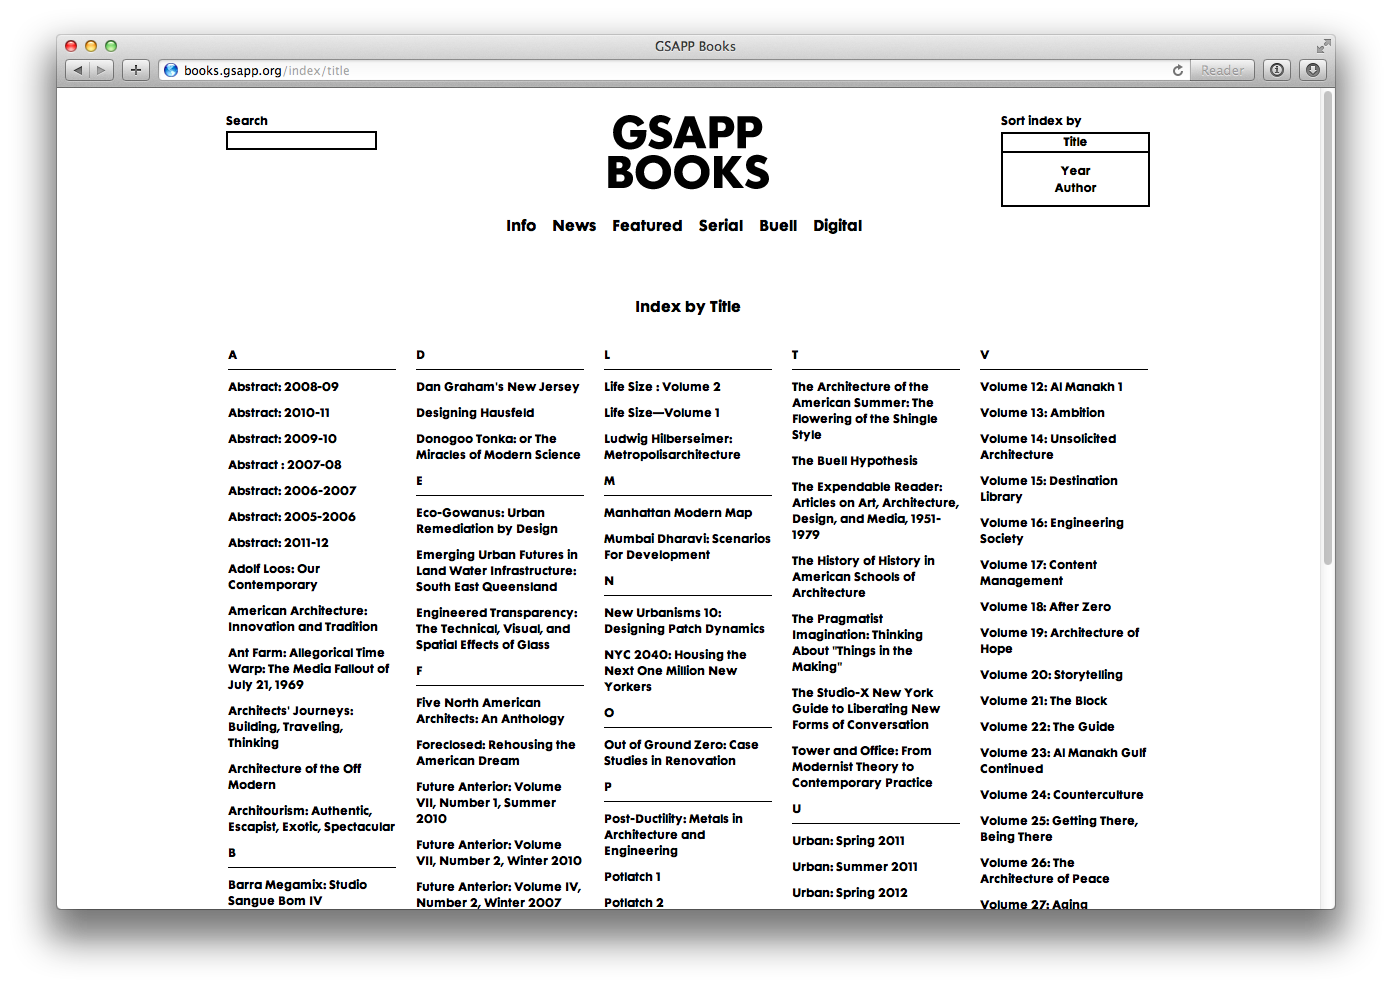 GSAPP Books
books.gsapp.org/index/title
Reader
Search
GSAPP
BOOKS
Sort index by
Title
Year
Author
Info News Featured Serial Buell Digital
Index by Title
A
Abstract: 2008-09
Abstract: 2010-11
Abstract: 2009-10
Abstract : 2007-08
Abstract: 2006-2007
Abstract: 2005-2006
Abstract: 2011-12
Adolf Loos: Our
Contemporary
American Architecture:
Innovation and Tradition
Ant Farm: Allegorical Time
Warp: The Media Fallout of
July 21, 1969
Architects' Journeys:
Building, Traveling,
Thinking
Architecture of the Off
Modern
Architourism: Authentic,
Escapist, Exotic, Spectacular
B
Barra Megamix: Studio
Sangue Bom IV
D
Dan Graham's New Jersey
Designing Hausfeld
Donogoo Tonka: or The
Miracles of Modern Science
E
Eco-Gowanus: Urban
Remediation by Design
Emerging Urban Futures in
Land Water Infrastructure:
South East Queensland
Engineered Transparency:
The Technical, Visual, and
Spatial Effects of Glass
F
Five North American
Architects: An Anthology
Foreclosed: Rehousing the
American Dream
Future Anterior: Volume
VII, Number 1, Summer
2010
Future Anterior: Volume
VII, Number 2, Winter 2010
Future Anterior: Volume IV,
Number 2, Winter 2007
L
Life Size : Volume 2
Life Size—Volume 1
Ludwig Hilberseimer:
Metropolisarchitecture
M
Manhattan Modern Map
Mumbai Dharavi: Scenarios
For Development
N
New Urbanisms 10:
Designing Patch Dynamics
NYC 2040: Housing the
Next One Million New
Yorkers
O
Out of Ground Zero: Case
Studies in Renovation
P
Post-Ductility: Metals in
Architecture and
Engineering
Potlatch 1
Potlatch 2
T
The Architecture of the
American Summer: The
Flowering of the Shingle
Style
The Buell Hypothesis
The Expendable Reader:
Articles on Art, Architecture,
Design, and Media, 1951-
1979
The History of History in
American Schools of
Architecture
The Pragmatist
Imagination: Thinking
About "Things in the
Making"
The Studio-X New York
Guide to Liberating New
Forms of Conversation
Tower and Office: From
Modernist Theory to
Contemporary Practice
U
Urban: Spring 2011
Urban: Summer 2011
Urban: Spring 2012
V
Volume 12: Al Manakh 1
Volume 13: Ambition
Volume 14: Unsolicited
Architecture
Volume 15: Destination
Library
Volume 16: Engineering
Society
Volume 17: Content
Management
Volume 18: After Zero
Volume 19: Architecture of
Hope
Volume 20: Storytelling
Volume 21: The Block
Volume 22: The Guide
Volume 23: Al Manakh Gulf
Continued
Volume 24: Counterculture
Volume 25: Getting There,
Being There
Volume 26: The
Architecture of Peace
Volume 27: Aging